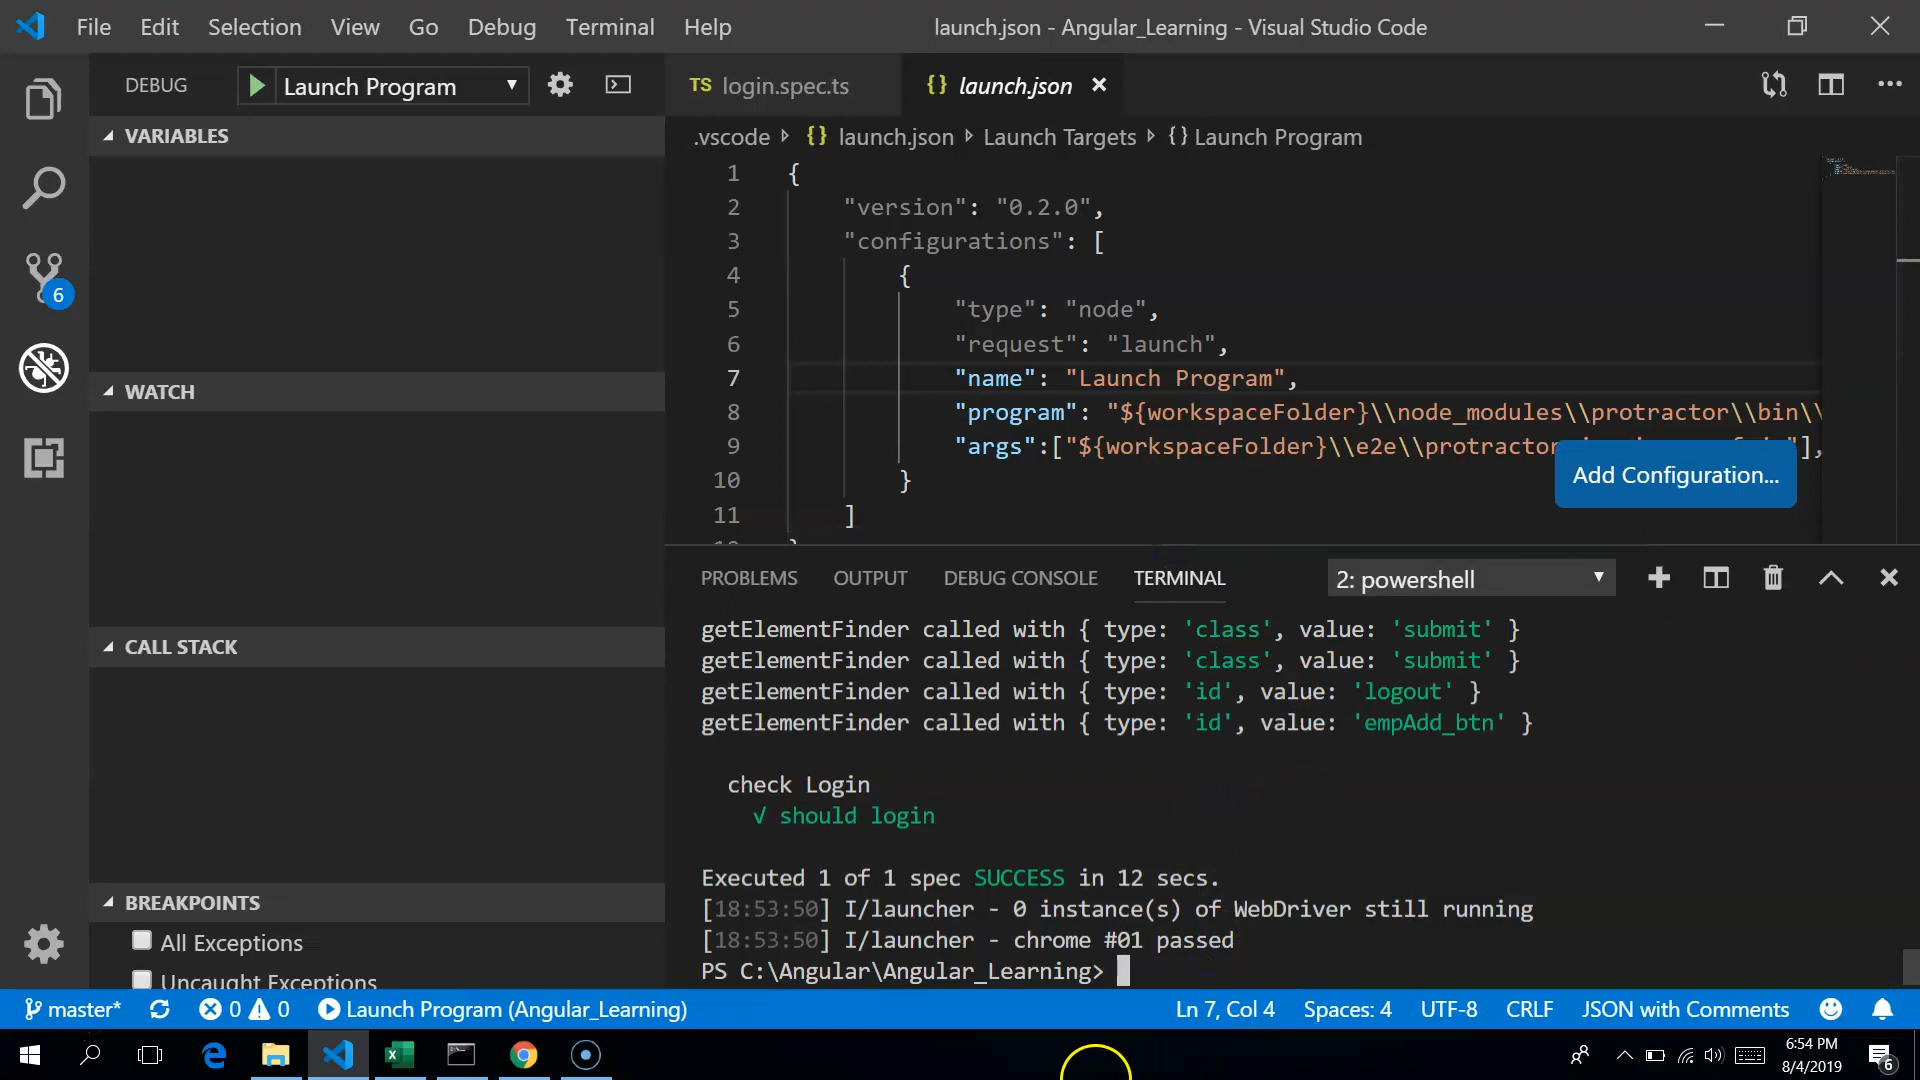 File Edit Selection View Go Debug Terminal Help
launch.json - Angular_Learning - Visual Studio Code
DEBUG Launch Program
TS login.spec.ts {} launch.json
VARIABLES
.vscode {} launch.json Launch Targets {} Launch Program
1 {
2 "version": "0.2.0",
3 "configurations": [
4 {
5 "type": "node",
6 "request": "launch",
7 "name": "Launch Program",
8 "program": "${workspaceFolder}\\node_modules\\protractor\\bin\\
9 "args":["${workspaceFolder}\\e2e\\protractor "],
Add Configuration...
10 }
11 ]
}
WATCH
CALL STACK
BREAKPOINTS
All Exceptions
Uncaught Exceptions
6
PROBLEMS OUTPUT DEBUG CONSOLE TERMINAL 2: powershell
getElementFinder called with { type: 'class', value: 'submit' }
getElementFinder called with { type: 'class', value: 'submit' }
getElementFinder called with { type: 'id', value: 'logout' }
getElementFinder called with { type: 'id', value: 'empAdd_btn' }
check Login
√ should login
Executed 1 of 1 spec SUCCESS in 12 secs.
[18:53:50] I/launcher - 0 instance(s) of WebDriver still running
[18:53:50] I/launcher - chrome #01 passed
PS C:\Angular\Angular_Learning>
master* 0 0 Launch Program (Angular_Learning) Ln 7, Col 4 Spaces: 4 UTF-8 CRLF JSON with Comments
6:54 PM
8/4/2019
6